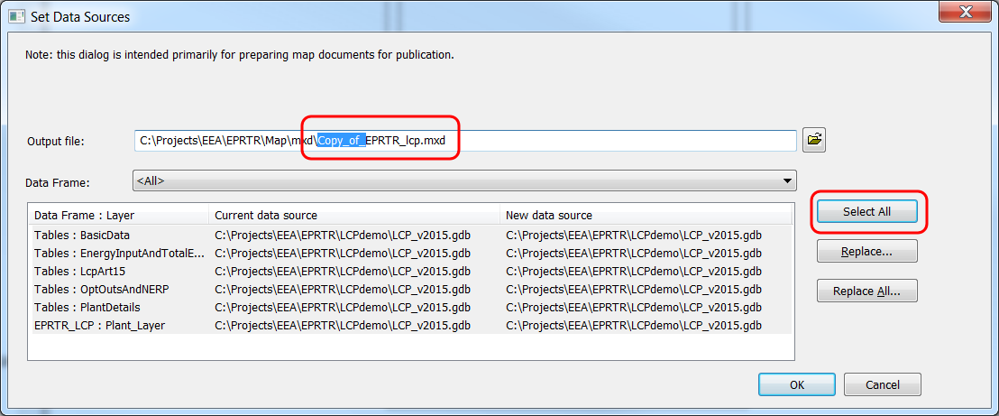 Set Data Sources
Note: this dialog is intended primarily for preparing map documents for publication.
Output file: C:\Projects\EEA\EPRTR\Map\mxd\Copy_of_EPRTR_lcp.mxd
Data Frame: <All>
Data Frame : Layer Current data source New data source
Tables : BasicData C:\Projects\EEA\EPRTR\LCPdemo\LCP_v2015.gdb C:\Projects\EEA\EPRTR\LCPdemo\LCP_v2015.gdb
Tables : EnergyInputAndTotalE... C:\Projects\EEA\EPRTR\LCPdemo\LCP_v2015.gdb C:\Projects\EEA\EPRTR\LCPdemo\LCP_v2015.gdb
Tables : LcpArt15 C:\Projects\EEA\EPRTR\LCPdemo\LCP_v2015.gdb C:\Projects\EEA\EPRTR\LCPdemo\LCP_v2015.gdb
Tables : OptOutsAndNERP C:\Projects\EEA\EPRTR\LCPdemo\LCP_v2015.gdb C:\Projects\EEA\EPRTR\LCPdemo\LCP_v2015.gdb
Tables : PlantDetails C:\Projects\EEA\EPRTR\LCPdemo\LCP_v2015.gdb C:\Projects\EEA\EPRTR\LCPdemo\LCP_v2015.gdb
EPRTR_LCP : Plant_Layer C:\Projects\EEA\EPRTR\LCPdemo\LCP_v2015.gdb C:\Projects\EEA\EPRTR\LCPdemo\LCP_v2015.gdb
Select All
Replace...
Replace All...
OK Cancel